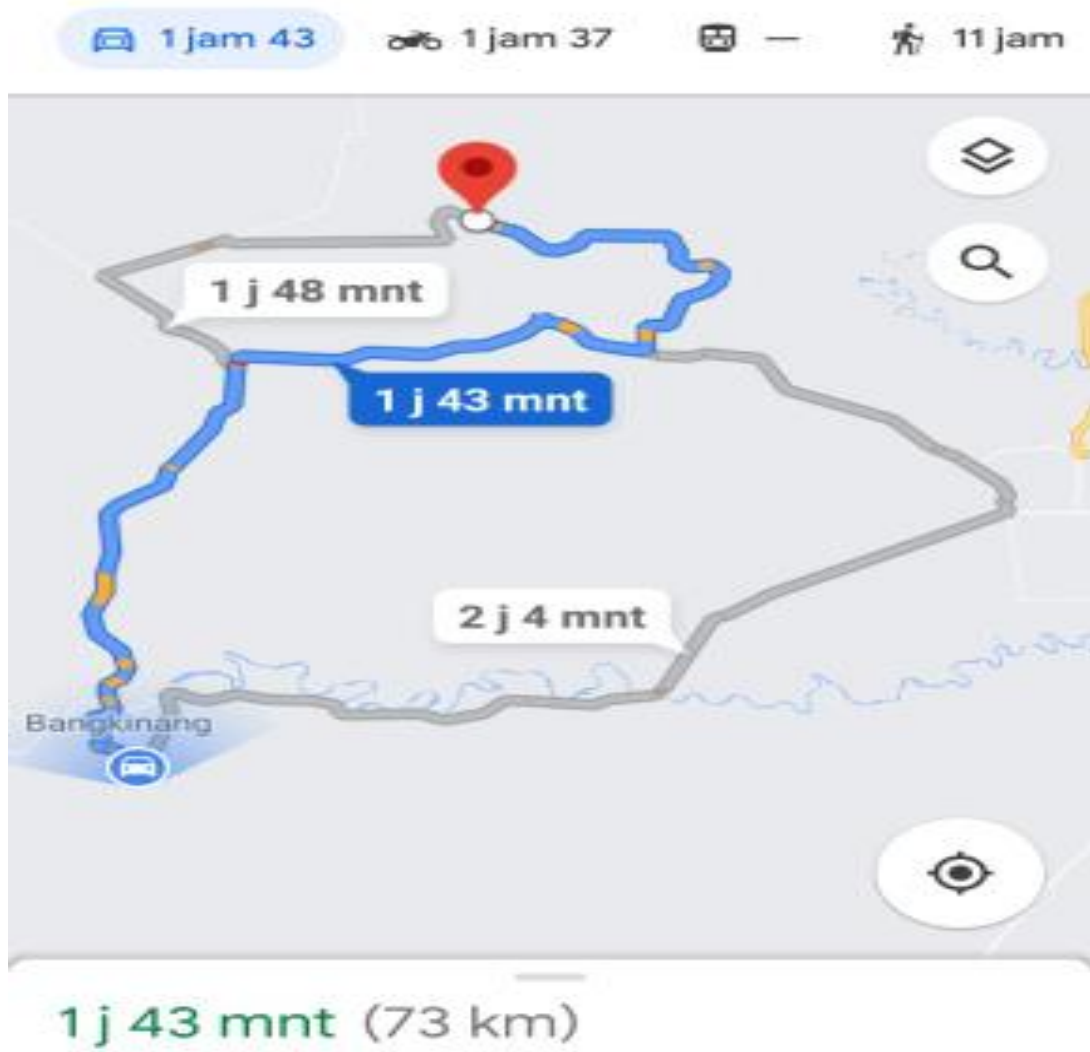 1 jam 43 1 jam 37 — 11 jam
1 j 48 mnt
1 j 43 mnt
2 j 4 mnt
Bangkinang
1 j 43 mnt (73 km)